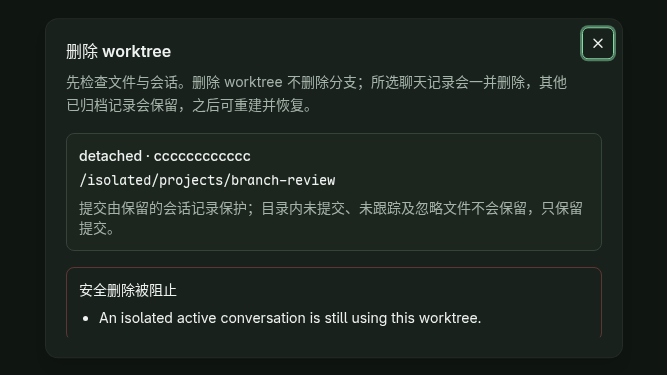 删除 worktree
先检查文件与会话。删除 worktree 不删除分支；所选聊天记录会一并删除，其他
已归档记录会保留，之后可重建并恢复。
detached · cccccccccccc
/isolated/projects/branch-review
提交由保留的会话记录保护；目录内未提交、未跟踪及忽略文件不会保留，只保留
提交。
安全删除被阻止
• An isolated active conversation is still using this worktree.